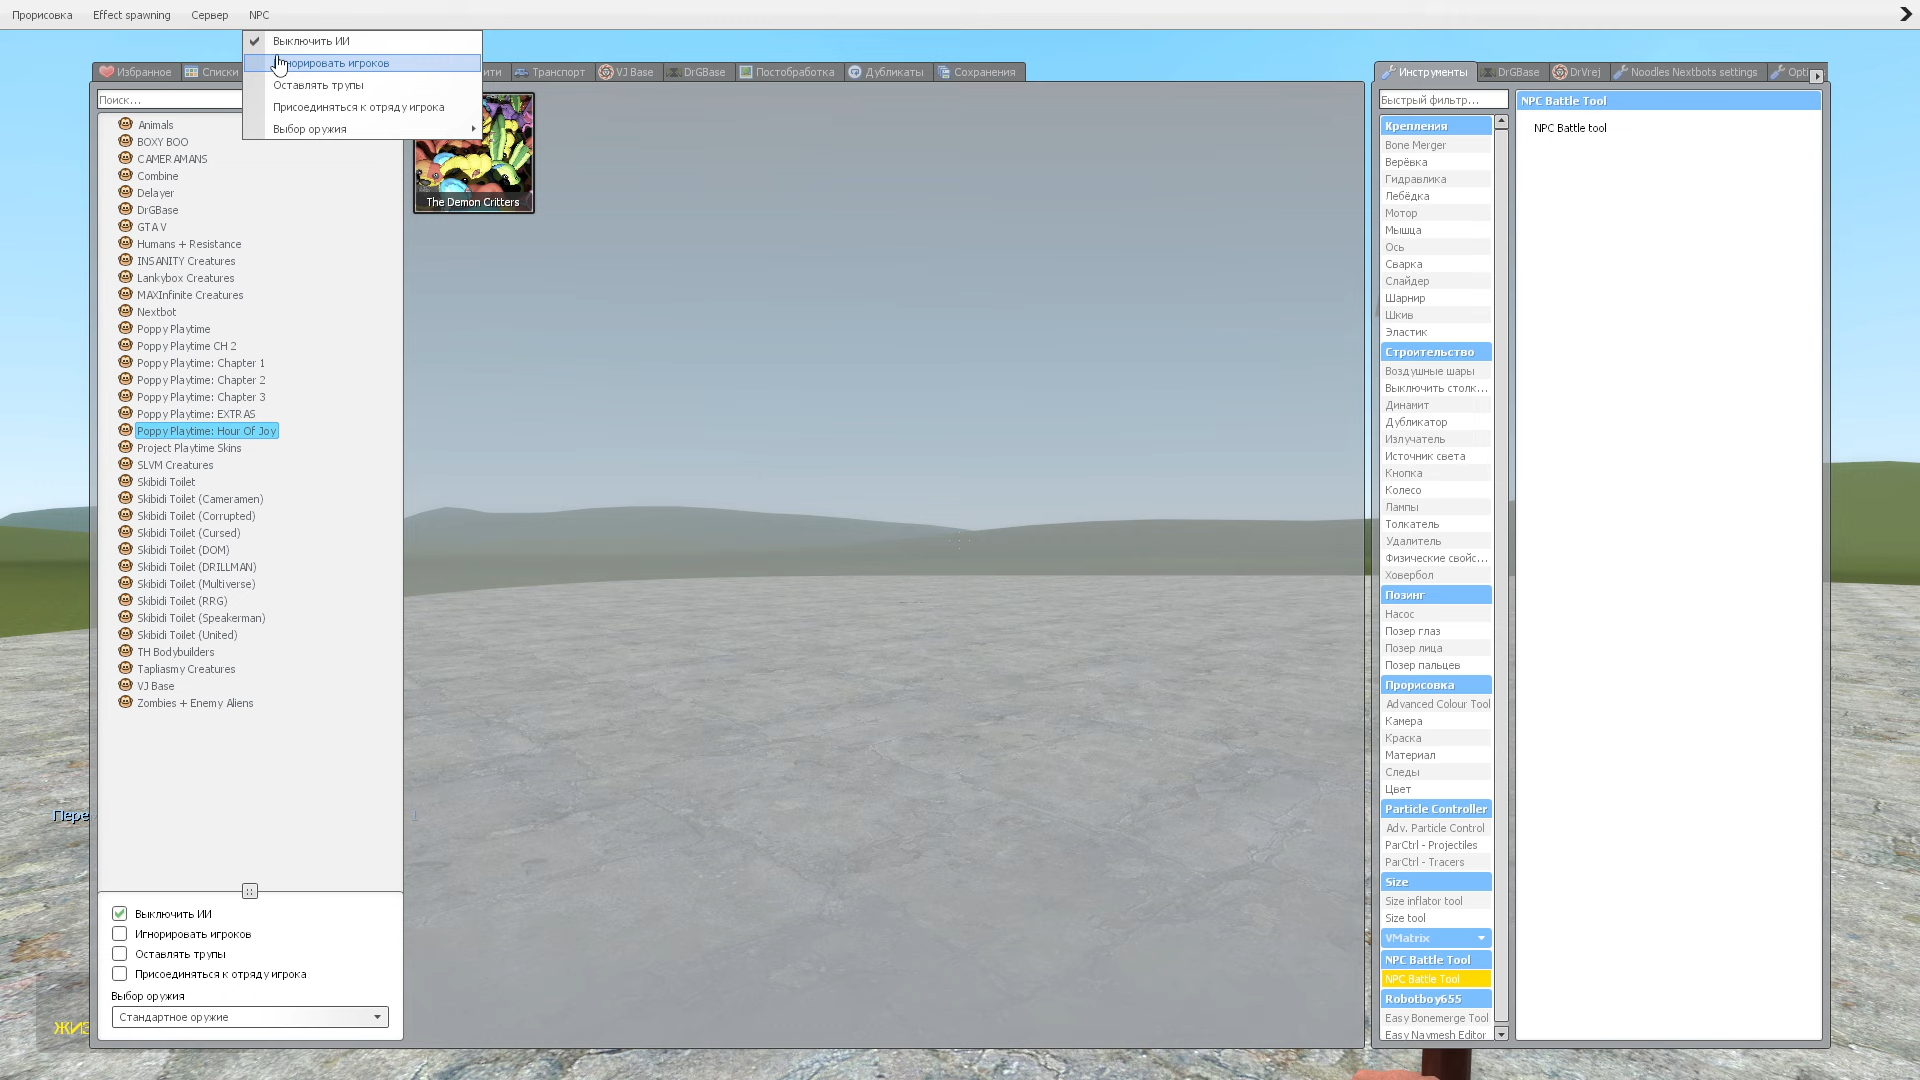 Прорисовка Effect spawning Сервер NPC
Выключить ИИ
Игнорировать игроков
Оставлять трупы
Присоединяться к отряду игрока
Выбор оружия
Избранное Списки Транспорт VJ Base DrGBase Постобработка Дубликаты Сохранения
Поиск...
Animals
BOXY BOO
CAMERAMANS
Combine
Delayer
DrGBase
GTA V
Humans + Resistance
INSANITY Creatures
Lankybox Creatures
MAXInfinite Creatures
Nextbot
Poppy Playtime
Poppy Playtime CH 2
Poppy Playtime: Chapter 1
Poppy Playtime: Chapter 2
Poppy Playtime: Chapter 3
Poppy Playtime: EXTRAS
Poppy Playtime: Hour Of Joy
Project Playtime Skins
SLVM Creatures
Skibidi Toilet
Skibidi Toilet (Cameramen)
Skibidi Toilet (Corrupted)
Skibidi Toilet (Cursed)
Skibidi Toilet (DOM)
Skibidi Toilet (DRILLMAN)
Skibidi Toilet (Multiverse)
Skibidi Toilet (RRG)
Skibidi Toilet (Speakerman)
Skibidi Toilet (United)
TH Bodybuilders
Tapliasmy Creatures
VJ Base
Zombies + Enemy Aliens
Выключить ИИ
Игнорировать игроков
Оставлять трупы
Присоединяться к отряду игрока
Выбор оружия
Стандартное оружие
The Demon Critters
Инструменты DrGBase DrVrej Noodles Nextbots settings
Быстрый фильтр...
Крепления
Bone Merger
Верёвка
Гидравлика
Лебёдка
Мотор
Мышца
Ось
Сварка
Слайдер
Шарнир
Шкив
Эластик
Строительство
Воздушные шары
Выключить столк...
Динамит
Дубликатор
Излучатель
Источник света
Кнопка
Колесо
Лампы
Толкатель
Удалитель
Физические свойс...
Ховербол
Позинг
Насос
Позер глаз
Позер лица
Позер пальцев
Прорисовка
Advanced Colour Tool
Камера
Краска
Материал
Следы
Цвет
Particle Controller
Adv. Particle Control
ParCtrl - Projectiles
ParCtrl - Tracers
Size
Size inflator tool
Size tool
VMatrix
NPC Battle Tool
NPC Battle Tool
Robotboy655
Easy Bonemerge Tool
Easy Navmesh Editor
NPC Battle Tool
NPC Battle tool